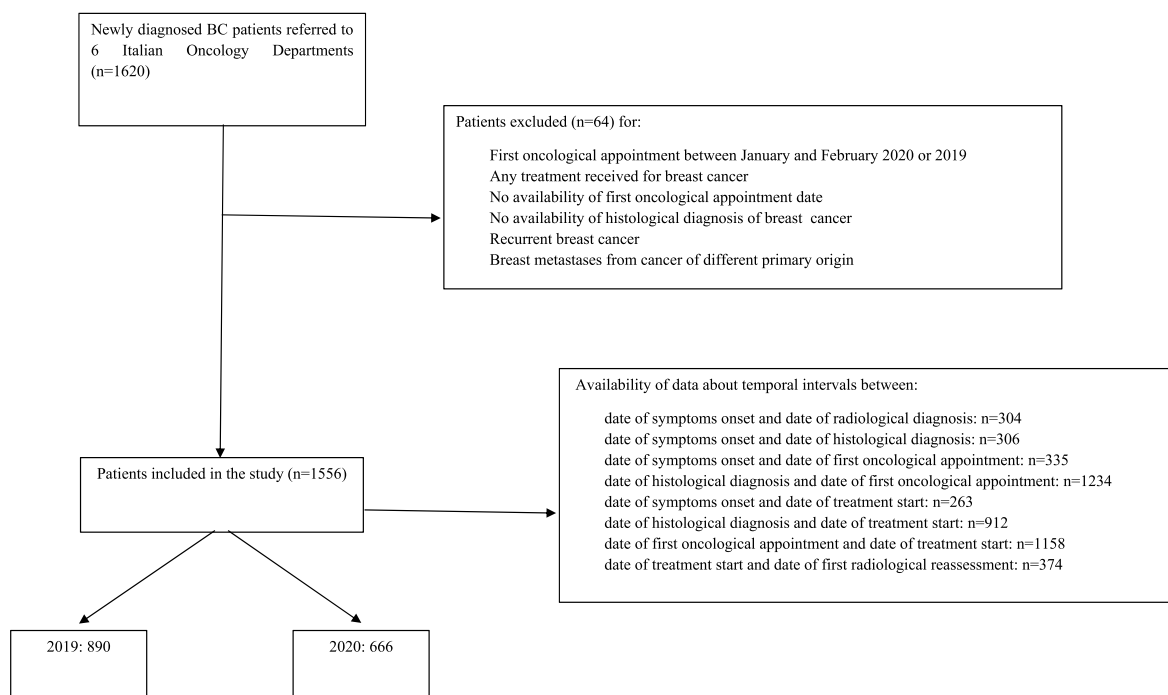 Newly diagnosed BC patients referred to
6 Italian Oncology Departments
(n=1620)
Patients excluded (n=64) for:
First oncological appointment between January and February 2020 or 2019
Any treatment received for breast cancer
No availability of first oncological appointment date
No availability of histological diagnosis of breast cancer
Recurrent breast cancer
Breast metastases from cancer of different primary origin
Availability of data about temporal intervals between:
date of symptoms onset and date of radiological diagnosis: n=304
date of symptoms onset and date of histological diagnosis: n=306
date of symptoms onset and date of first oncological appointment: n=335
date of histological diagnosis and date of first oncological appointment: n=1234
date of symptoms onset and date of treatment start: n=263
date of histological diagnosis and date of treatment start: n=912
date of first oncological appointment and date of treatment start: n=1158
date of treatment start and date of first radiological reassessment: n=374
Patients included in the study (n=1556)
2019: 890
2020: 666